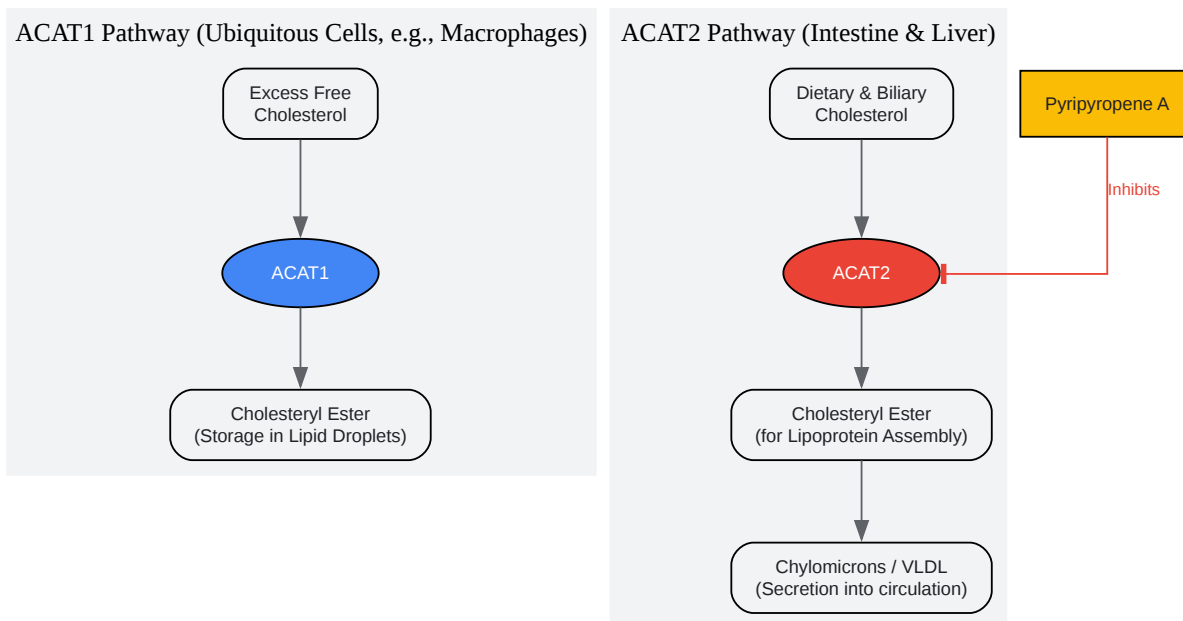 ACAT1 Pathway (Ubiquitous Cells, e.g., Macrophages)
Excess Free
Cholesterol
ACAT1
Cholesteryl Ester
(Storage in Lipid Droplets)
ACAT2 Pathway (Intestine & Liver)
Dietary & Biliary
Cholesterol
ACAT2
Cholesteryl Ester
(for Lipoprotein Assembly)
Chylomicrons / VLDL
(Secretion into circulation)
Pyripyropene A
Inhibits